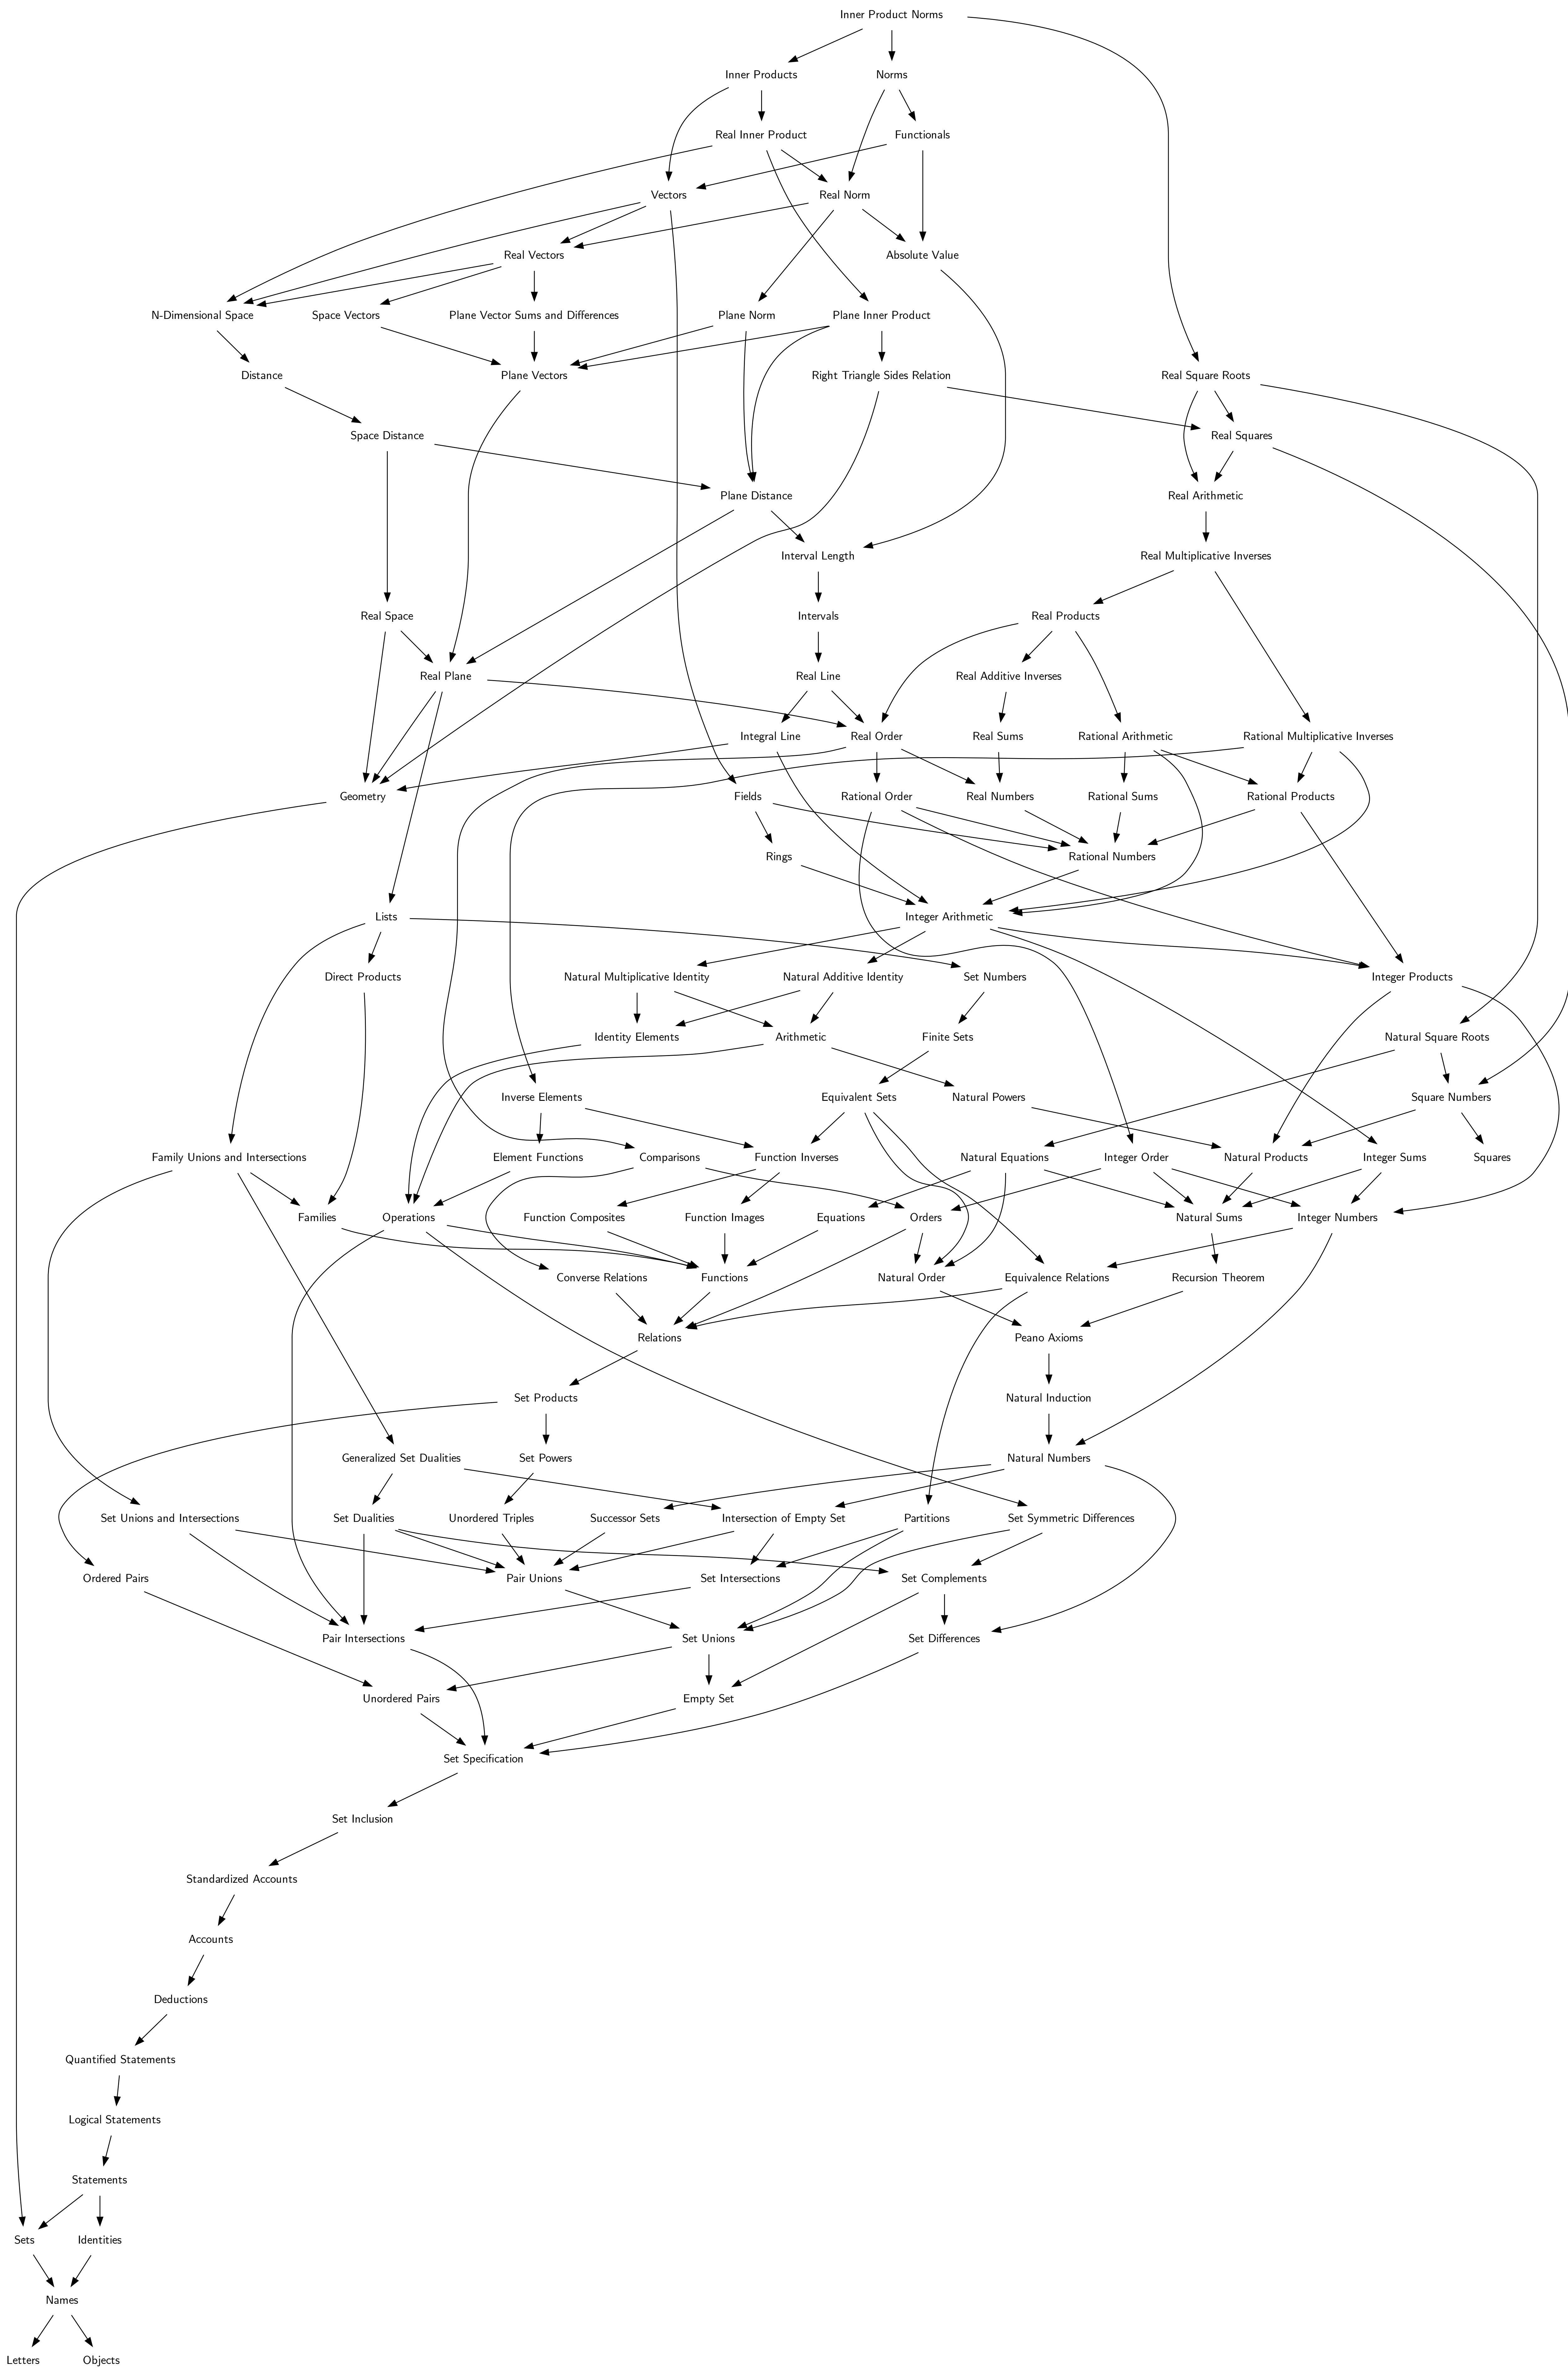 Inner Product Norms
Inner Products
Norms
Real Inner Product
Functionals
Vectors
Real Norm
Real Vectors
Absolute Value
N-Dimensional Space
Space Vectors
Plane Vector Sums and Differences
Plane Norm
Plane Inner Product
Distance
Plane Vectors
Right Triangle Sides Relation
Real Square Roots
Space Distance
Real Squares
Plane Distance
Real Arithmetic
Interval Length
Real Multiplicative Inverses
Real Space
Intervals
Real Products
Real Plane
Real Line
Real Additive Inverses
Integral Line
Real Order
Real Sums
Rational Arithmetic
Rational Multiplicative Inverses
Geometry
Fields
Rational Order
Real Numbers
Rational Sums
Rational Products
Rings
Rational Numbers
Lists
Integer Arithmetic
Direct Products
Natural Multiplicative Identity
Natural Additive Identity
Set Numbers
Integer Products
Identity Elements
Arithmetic
Finite Sets
Natural Square Roots
Inverse Elements
Equivalent Sets
Natural Powers
Square Numbers
Family Unions and Intersections
Element Functions
Comparisons
Function Inverses
Natural Equations
Integer Order
Natural Products
Integer Sums
Squares
Families
Operations
Function Composites
Function Images
Equations
Orders
Natural Sums
Integer Numbers
Converse Relations
Functions
Natural Order
Equivalence Relations
Recursion Theorem
Relations
Peano Axioms
Set Products
Natural Induction
Generalized Set Dualities
Set Powers
Natural Numbers
Set Unions and Intersections
Set Dualities
Unordered Triples
Successor Sets
Intersection of Empty Set
Partitions
Set Symmetric Differences
Ordered Pairs
Pair Unions
Set Intersections
Set Complements
Pair Intersections
Set Unions
Set Differences
Unordered Pairs
Empty Set
Set Specification
Set Inclusion
Standardized Accounts
Accounts
Deductions
Quantified Statements
Logical Statements
Statements
Sets
Identities
Names
Letters
Objects